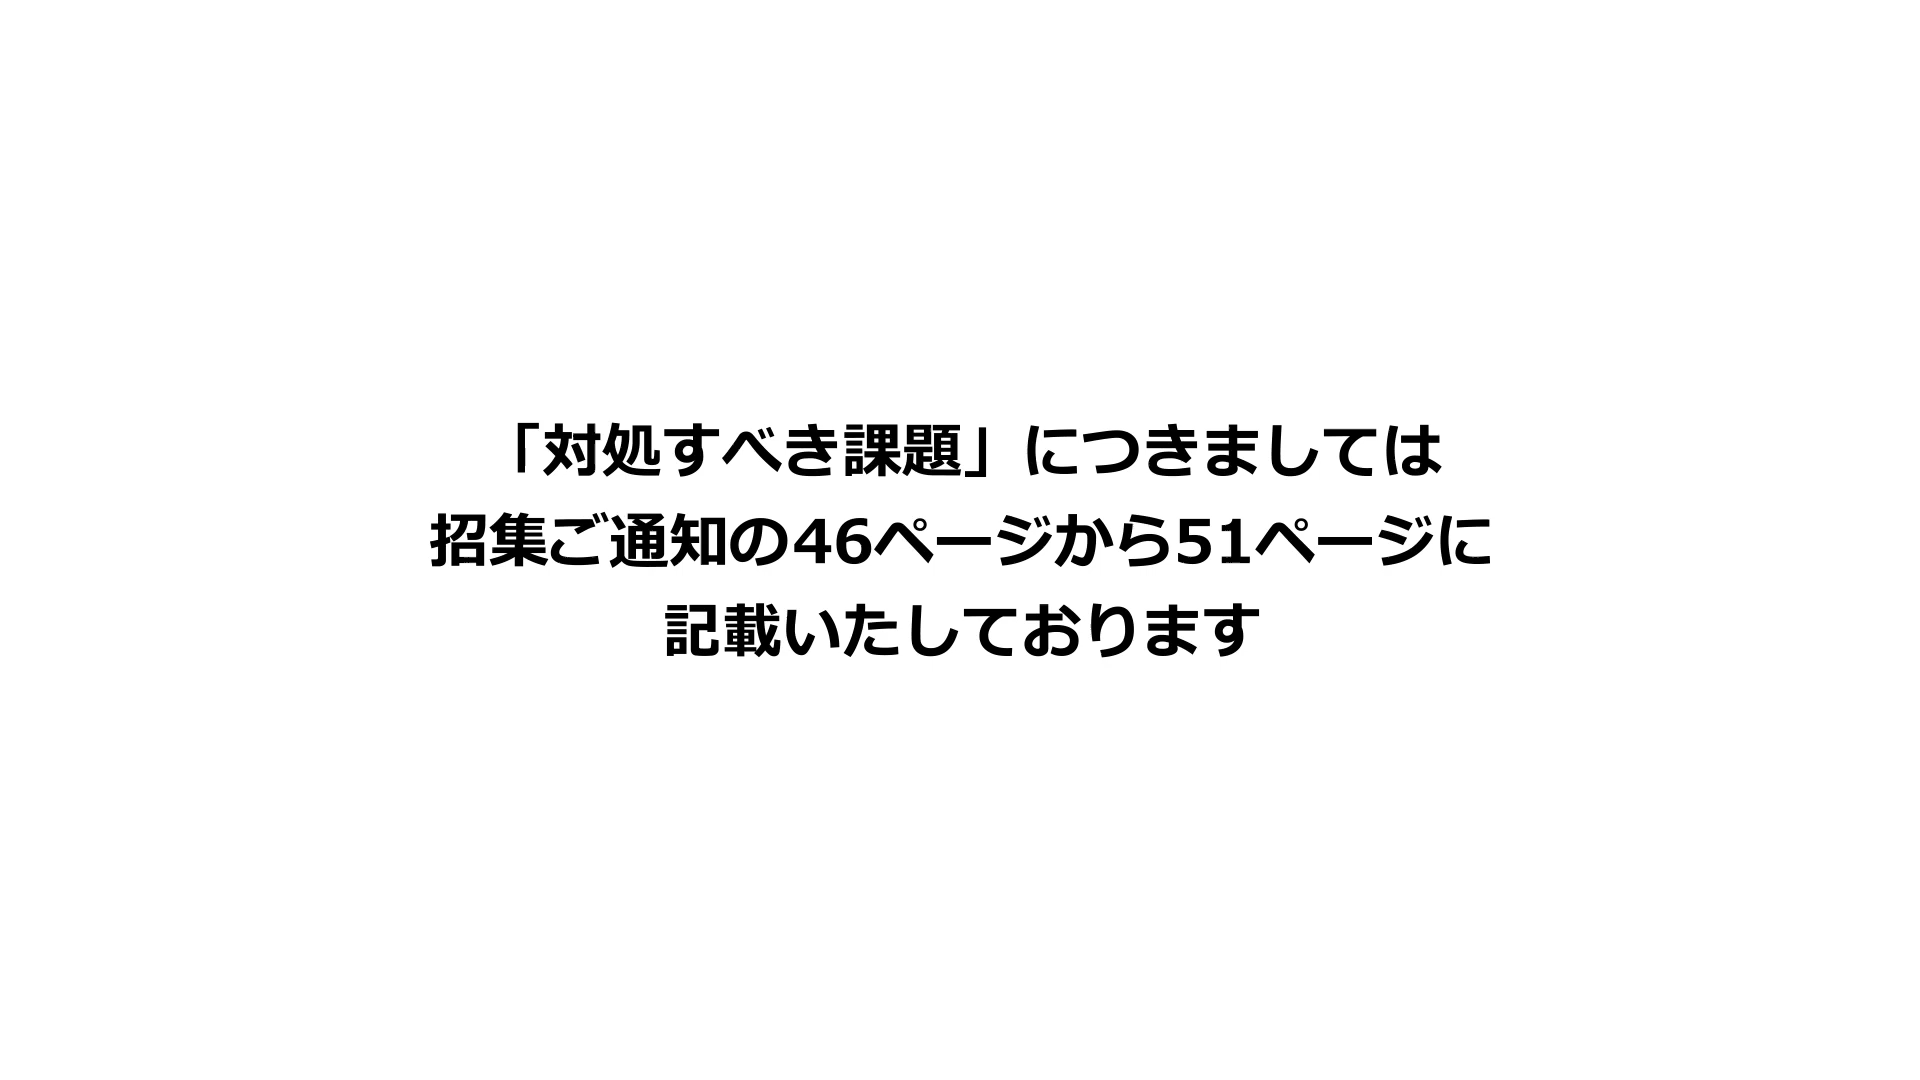 「対処すべき課題」につきましては
招集ご通知の46ページから51ページに
記載いたしております